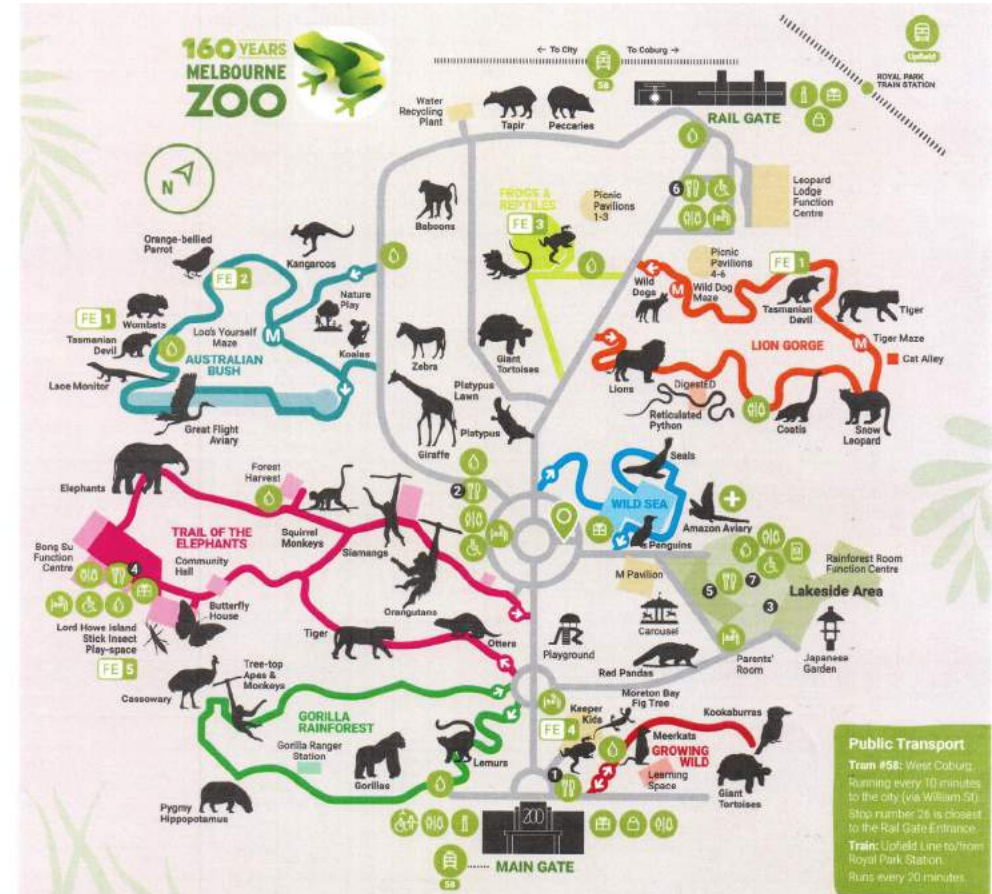 160 YEARS
MELBOURNE
ZOO
← To City
To Coburg →
58
Upfield
ROYAL PARK
TRAIN STATION
RAIL GATE
Water
Recycling
Plant
Tapir
Peccaries
N
Baboons
FROGS &
REPTILES
FE 3
Picnic
Pavilions
1-3
6
Leopard
Lodge
Function
Centre
Orange-bellied
Parrot
Kangaroos
FE 2
Nature
Play
FE 1
Wombats
Loo's Yourself
Maze
M
Tasmanian
Devil
AUSTRALIAN
BUSH
Koalas
Lace Monitor
Great Flight
Aviary
Zebra
Giant
Tortoises
Giraffe
Platypus
Lawn
Platypus
Picnic
Pavilions
4-6
FE 1
Wild
Dogs
M
Wild Dog
Maze
Tasmanian
Devil
Tiger
M
Tiger Maze
LION GORGE
Cat Alley
Lions
DigestED
Reticulated
Python
Coatis
Snow
Leopard
Elephants
Forest
Harvest
Squirrel
Monkeys
Siamangs
2
Seals
WILD SEA
Penguins
Amazon Aviary
TRAIL OF THE
ELEPHANTS
Bong Su
Function
Centre
4
Community
Hall
Butterfly
House
Orangutans
Lord Howe Island
Stick Insect
Play-space
FE 5
Tiger
Otters
M Pavilion
Rainforest Room
Function Centre
5
7
3
Lakeside Area
Carousel
Playground
Red Pandas
Parents'
Room
Japanese
Garden
Cassowary
Tree-top
Apes &
Monkeys
GORILLA
RAINFOREST
Gorilla Ranger
Station
Gorillas
Lemurs
Pygmy
Hippopotamus
Keeper
Kids
FE 4
Moreton Bay
Fig Tree
Meerkats
GROWING
WILD
Learning
Space
Kookaburras
Giant
Tortoises
1
ZOO
MAIN GATE
58
Public Transport
Tram #58: West Coburg.
Running every 10 minutes
to the city (via William St).
Stop number 26 is closest
to the Rail Gate Entrance.
Train: Upfield Line to/from
Royal Park Station.
Runs every 20 minutes.